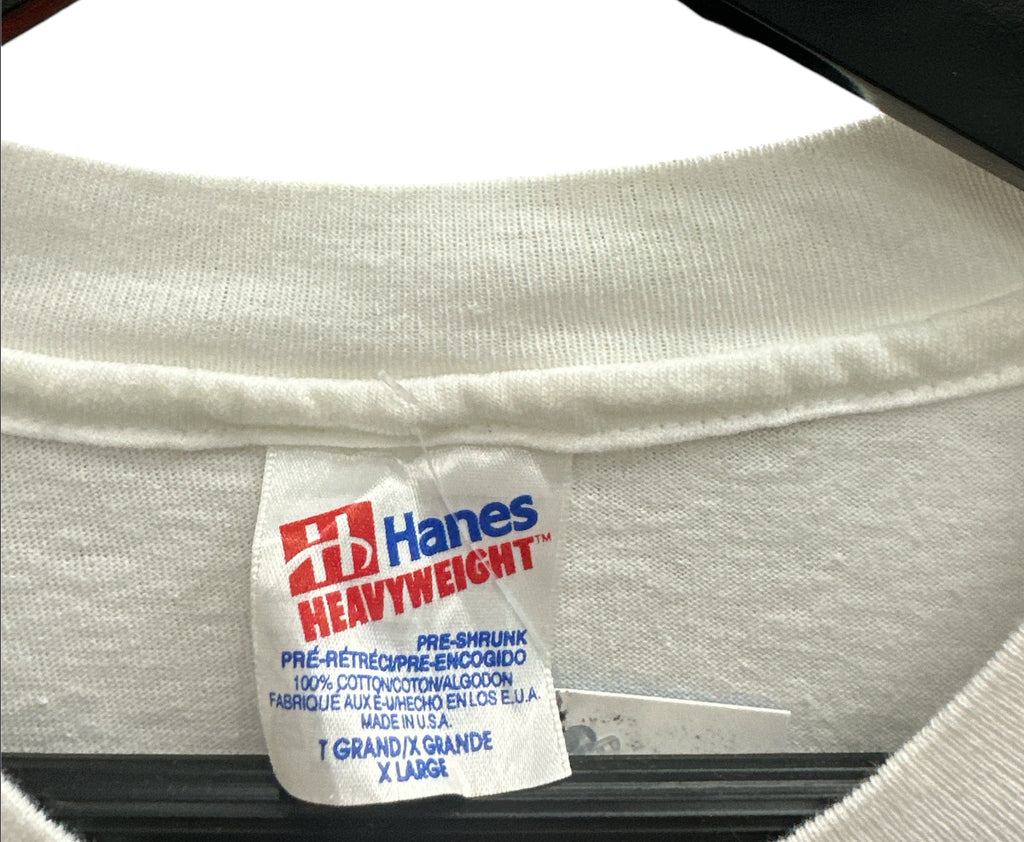 Hanes
HEAVYWEIGHT™
PRE-SHRUNK
PRÉ-RÉTRÉCI/PRE-ENCOGIDO
100% COTTON/COTON/ALGODON
FABRIQUE AUX É-U/HECHO EN LOS E.U.A.
MADE IN U.S.A.
T GRAND/X GRANDE
X LARGE